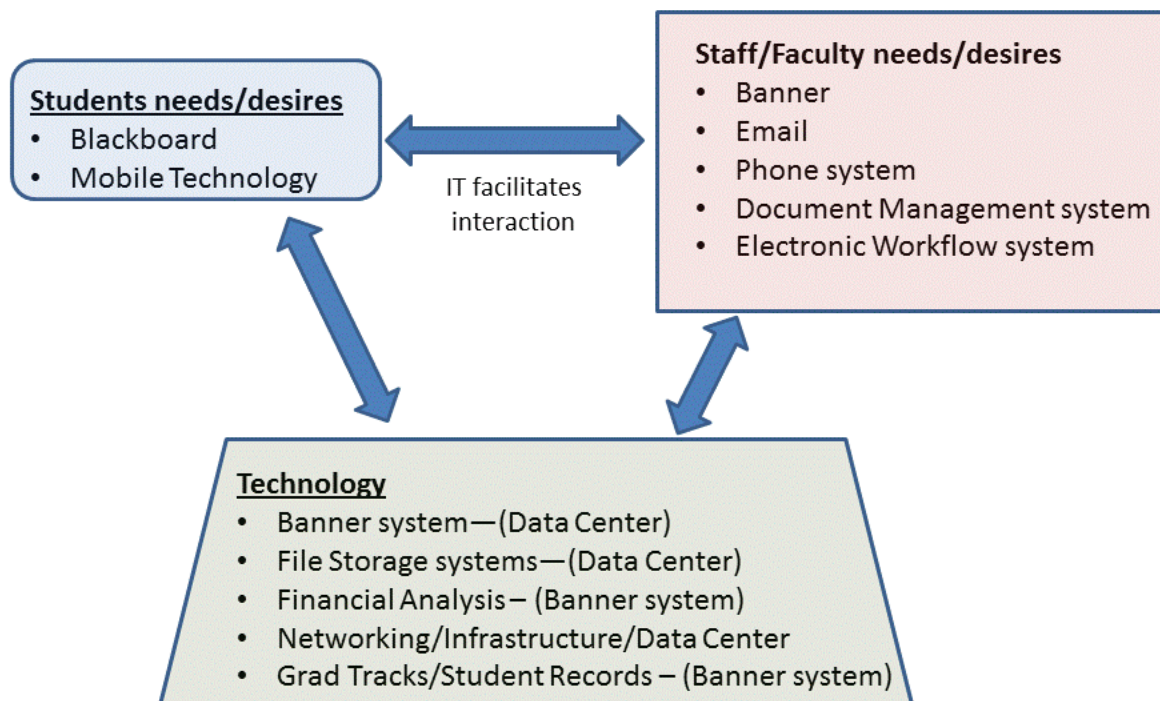 Students needs/desires
• Blackboard
• Mobile Technology
IT facilitates
interaction
Staff/Faculty needs/desires
• Banner
• Email
• Phone system
• Document Management system
• Electronic Workflow system
Technology
• Banner system—(Data Center)
• File Storage systems—(Data Center)
• Financial Analysis – (Banner system)
• Networking/Infrastructure/Data Center
• Grad Tracks/Student Records – (Banner system)